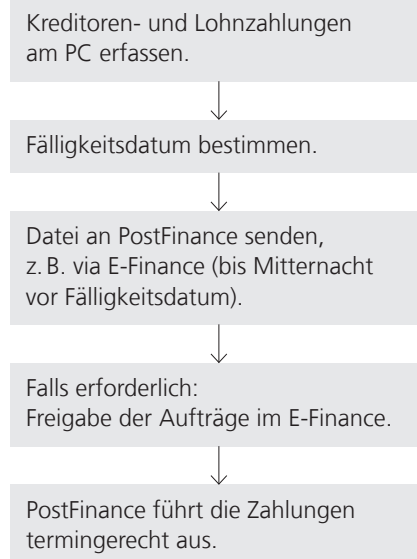 Kreditoren- und Lohnzahlungen
am PC erfassen.
Fälligkeitsdatum bestimmen.
Datei an PostFinance senden,
z. B. via E-Finance (bis Mitternacht
vor Fälligkeitsdatum).
Falls erforderlich:
Freigabe der Aufträge im E-Finance.
PostFinance führt die Zahlungen
termingerecht aus.